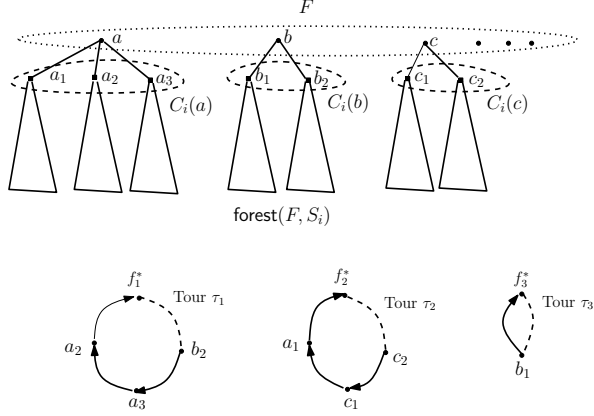 F
a b c
a₁ a₂ a₃ b₁ b₂ c₁ c₂
Cᵢ(a) Cᵢ(b) Cᵢ(c)
forest(F, Sᵢ)
f₁* Tour τ₁ f₂* Tour τ₂ f₃* Tour τ₃
a₂ b₂ a₁ c₂
a₃ c₁ b₁